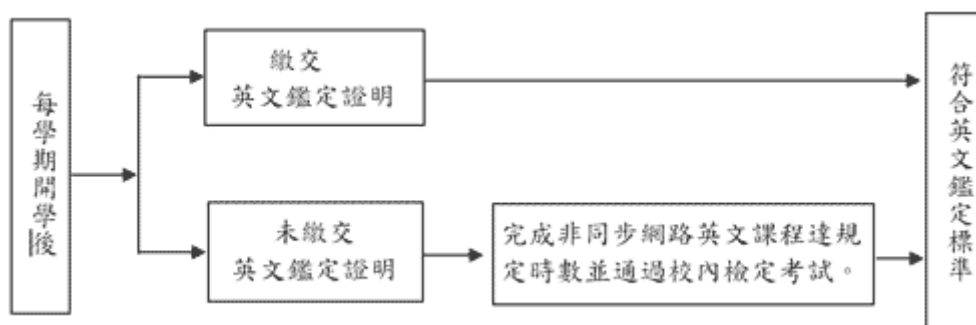 每學期開學後
繳交
英文鑑定證明
未繳交
英文鑑定證明
完成非同步網路英文課程達規
定時數並通過校內檢定考試。
符合英文鑑定標準